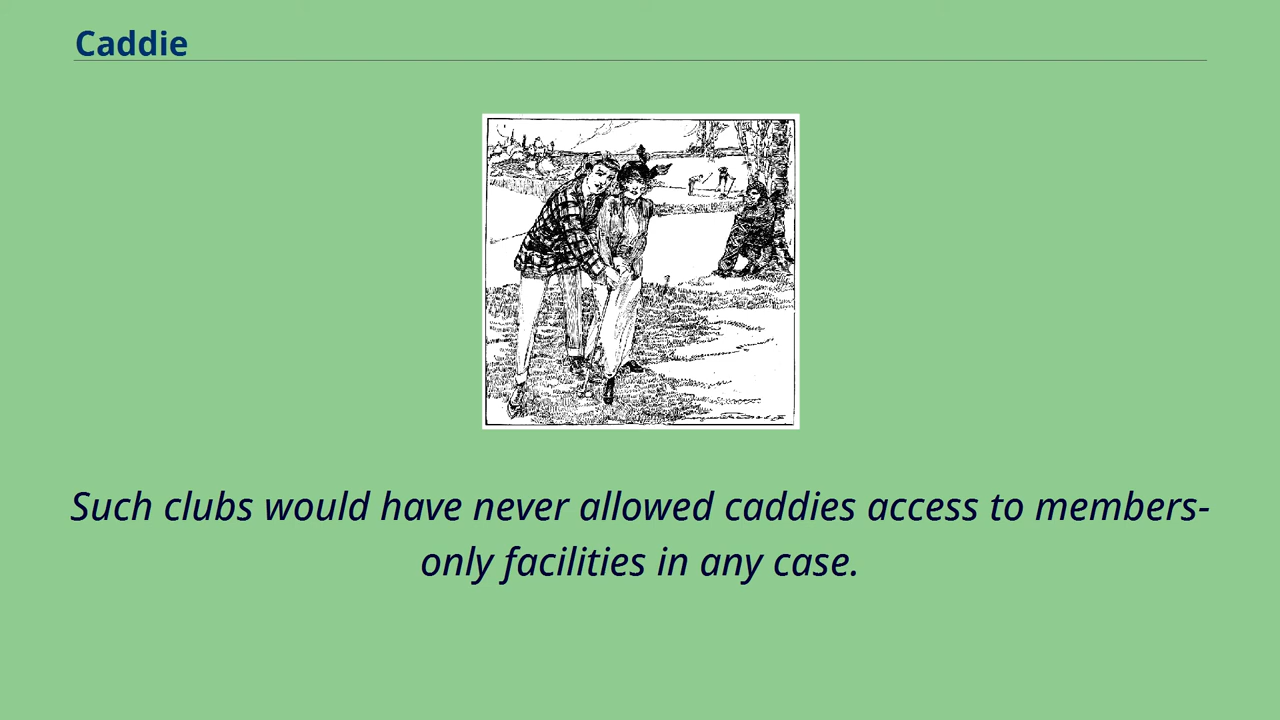 Caddie
Such clubs would have never allowed caddies access to members-
only facilities in any case.